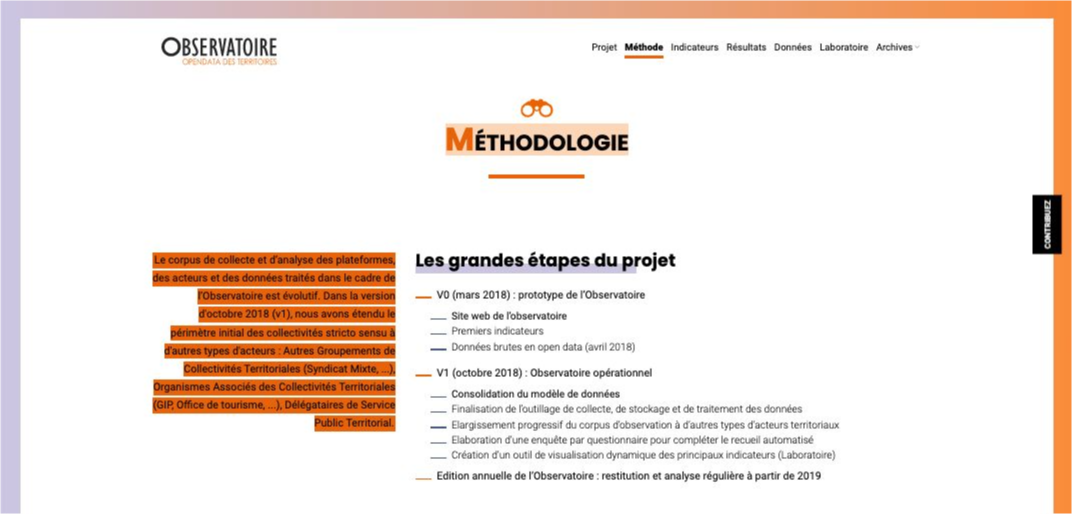 OBSERVATOIRE
OPENDATA DES TERRITOIRES
Projet Méthode Indicateurs Résultats Données Laboratoire Archives
MÉTHODOLOGIE
CONTRIBUEZ
Le corpus de collecte et d'analyse des plateformes,
des acteurs et des données traités dans le cadre de
l'Observatoire est évolutif. Dans la version
d'octobre 2018 (v1), nous avons étendu le
périmètre initial des collectivités stricto sensu à
d'autres types d'acteurs : Autres Groupements de
Collectivités Territoriales (Syndicat Mixte, ...),
Organismes Associés des Collectivités Territoriales
(GIP, Office de tourisme, ...), Délégataires de Service
Public Territorial.
Les grandes étapes du projet
V0 (mars 2018) : prototype de l'Observatoire
Site web de l'observatoire
Premiers indicateurs
Données brutes en open data (avril 2018)
V1 (octobre 2018) : Observatoire opérationnel
Consolidation du modèle de données
Finalisation de l'outillage de collecte, de stockage et de traitement des données
Elargissement progressif du corpus d'observation à d'autres types d'acteurs territoriaux
Elaboration d'une enquête par questionnaire pour compléter le recueil automatisé
Création d'un outil de visualisation dynamique des principaux indicateurs (Laboratoire)
Edition annuelle de l'Observatoire : restitution et analyse régulière à partir de 2019